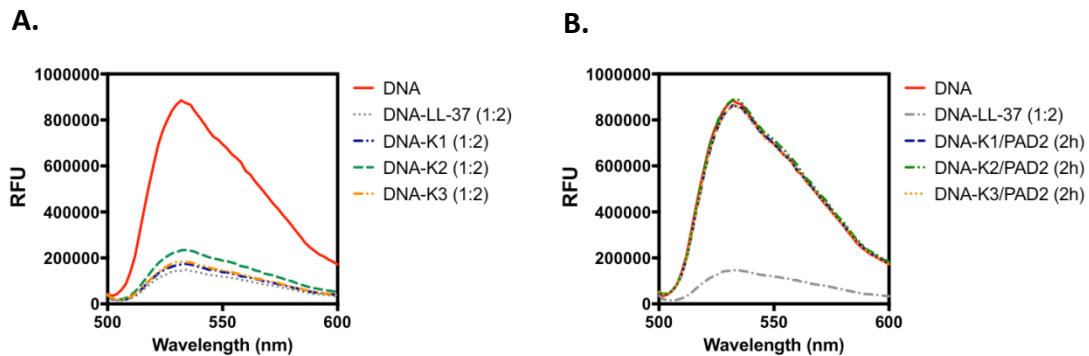 A.
1000000
800000
600000
400000
200000
0
RFU
500
550
600
Wavelength (nm)
DNA
DNA-LL-37 (1:2)
DNA-K1 (1:2)
DNA-K2 (1:2)
DNA-K3 (1:2)
B.
1000000
800000
600000
400000
200000
0
RFU
500
550
600
Wavelength (nm)
DNA
DNA-LL-37 (1:2)
DNA-K1/PAD2 (2h)
DNA-K2/PAD2 (2h)
DNA-K3/PAD2 (2h)